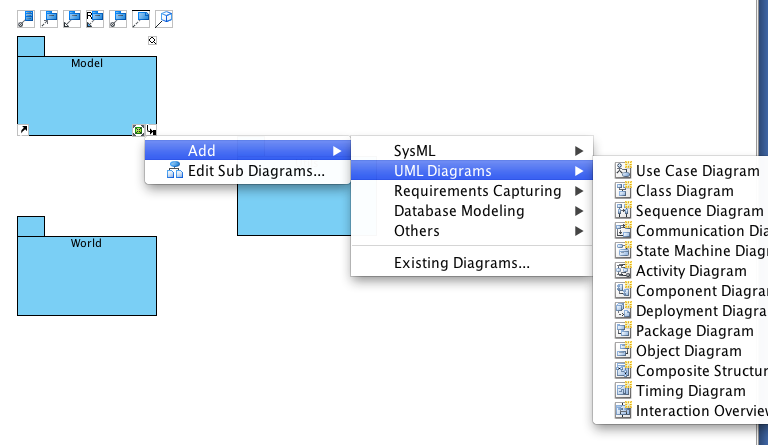 Model
Add
Edit Sub Diagrams...
World
SysML
UML Diagrams
Requirements Capturing
Database Modeling
Others
Existing Diagrams...
Use Case Diagram
Class Diagram
Sequence Diagram
Communication Dia
State Machine Diagr
Activity Diagram
Component Diagra
Deployment Diagra
Package Diagram
Object Diagram
Composite Structur
Timing Diagram
Interaction Overview